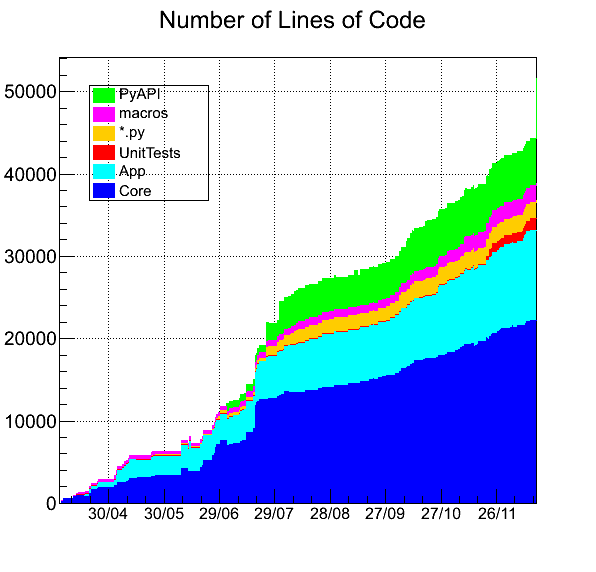 Number of Lines of Code
50000
40000
30000
20000
10000
0
PyAPI
macros
*.py
UnitTests
App
Core
30/04
30/05
29/06
29/07
28/08
27/09
27/10
26/11